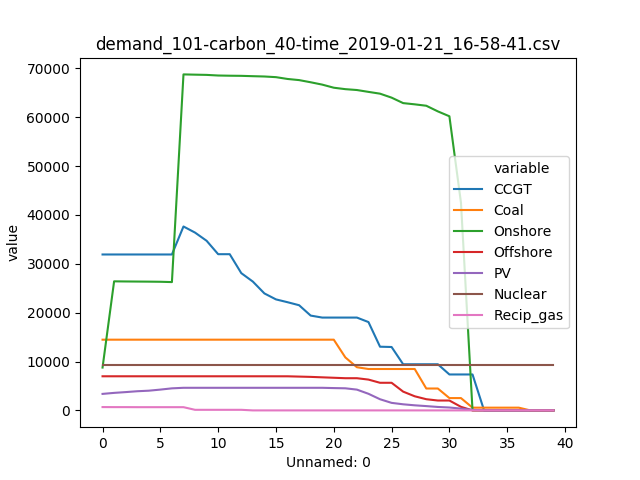 demand_101-carbon_40-time_2019-01-21_16-58-41.csv
70000
60000
50000
40000
30000
20000
10000
0
value
variable
CCGT
Coal
Onshore
Offshore
PV
Nuclear
Recip_gas
0 5 10 15 20 25 30 35 40
Unnamed: 0